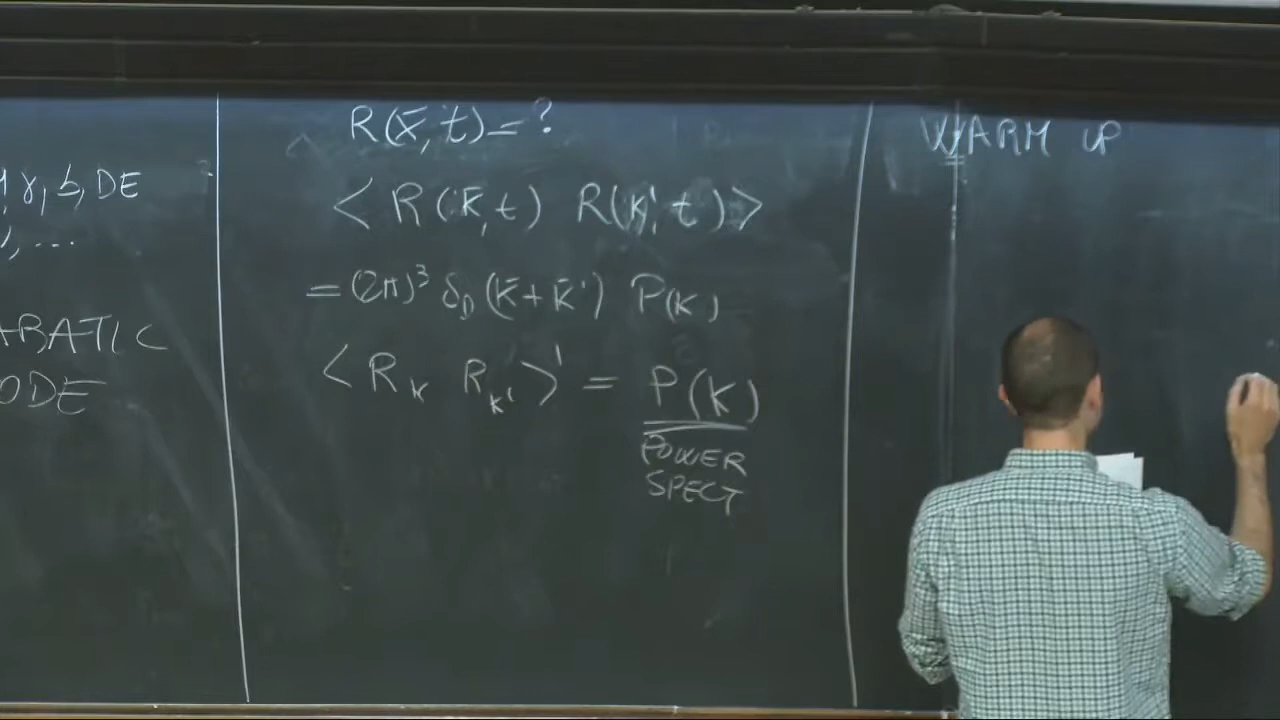 γ, b, DE
ν, ...
ABATIC
ODE
R(x̄, t) = ?
< R(k̄, t) R(k̄', t) >
= (2π)³ δ_D (k̄ + k̄') P(k)
< R_k R_k' >' = P(k)
POWER
SPECT
WARM UP